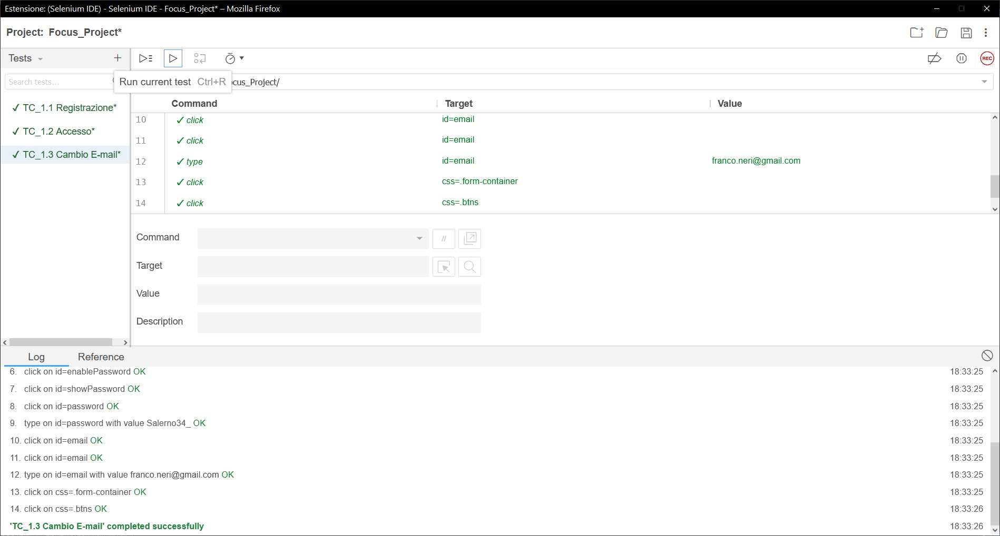 Estensione: (Selenium IDE) - Selenium IDE - Focus_Project* – Mozilla Firefox
Project: Focus_Project*
Tests
REC
Search tests...
Run current test Ctrl+R
ocus_Project/
Command Target Value
✓ TC_1.1 Registrazione*
✓ TC_1.2 Accesso*
✓ TC_1.3 Cambio E-mail*
10 ✓ click id=email
11 ✓ click id=email
12 ✓ type id=email franco.neri@gmail.com
13 ✓ click css=.form-container
14 ✓ click css=.btns
Command //
Target
Value
Description
Log Reference
6. click on id=enablePassword OK 18:33:25
7. click on id=showPassword OK 18:33:25
8. click on id=password OK 18:33:25
9. type on id=password with value Salerno34_ OK 18:33:25
10. click on id=email OK 18:33:25
11. click on id=email OK 18:33:25
12. type on id=email with value franco.neri@gmail.com OK 18:33:25
13. click on css=.form-container OK 18:33:25
14. click on css=.btns OK 18:33:26
'TC_1.3 Cambio E-mail' completed successfully 18:33:26